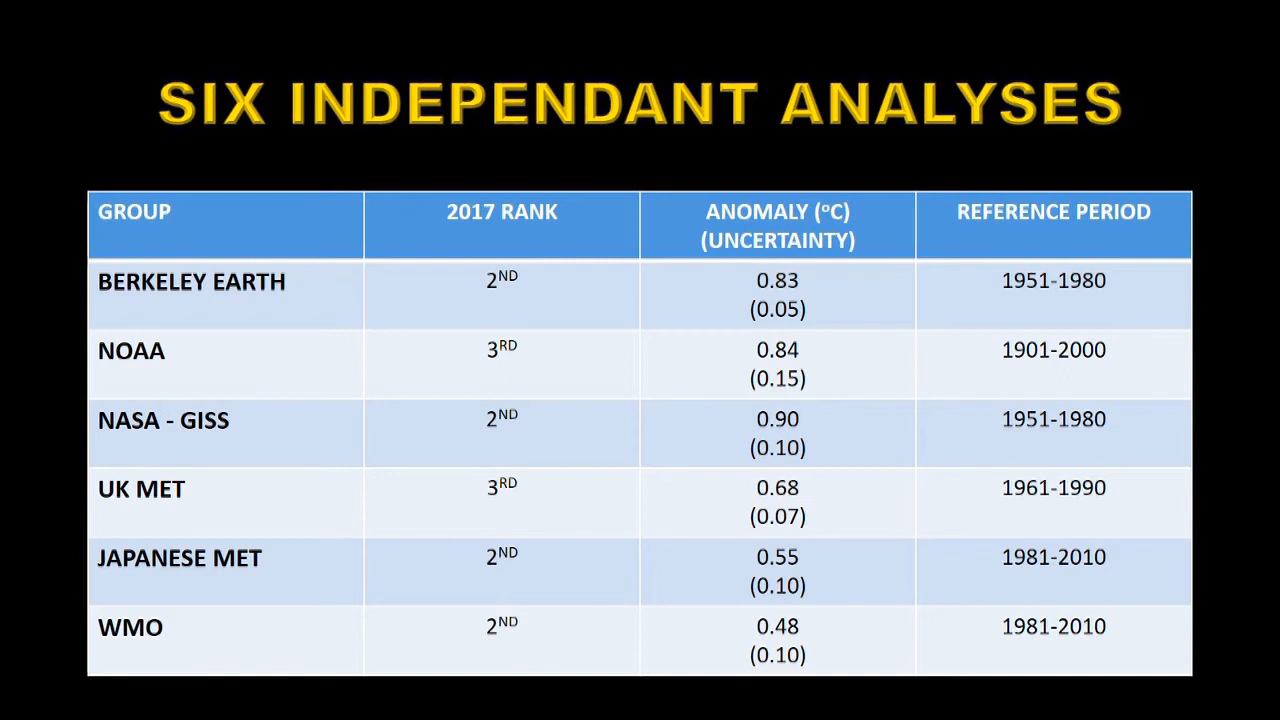 SIX INDEPENDANT ANALYSES
GROUP 2017 RANK ANOMALY (ºC) (UNCERTAINTY) REFERENCE PERIOD
BERKELEY EARTH 2ND 0.83 (0.05) 1951-1980
NOAA 3RD 0.84 (0.15) 1901-2000
NASA - GISS 2ND 0.90 (0.10) 1951-1980
UK MET 3RD 0.68 (0.07) 1961-1990
JAPANESE MET 2ND 0.55 (0.10) 1981-2010
WMO 2ND 0.48 (0.10) 1981-2010